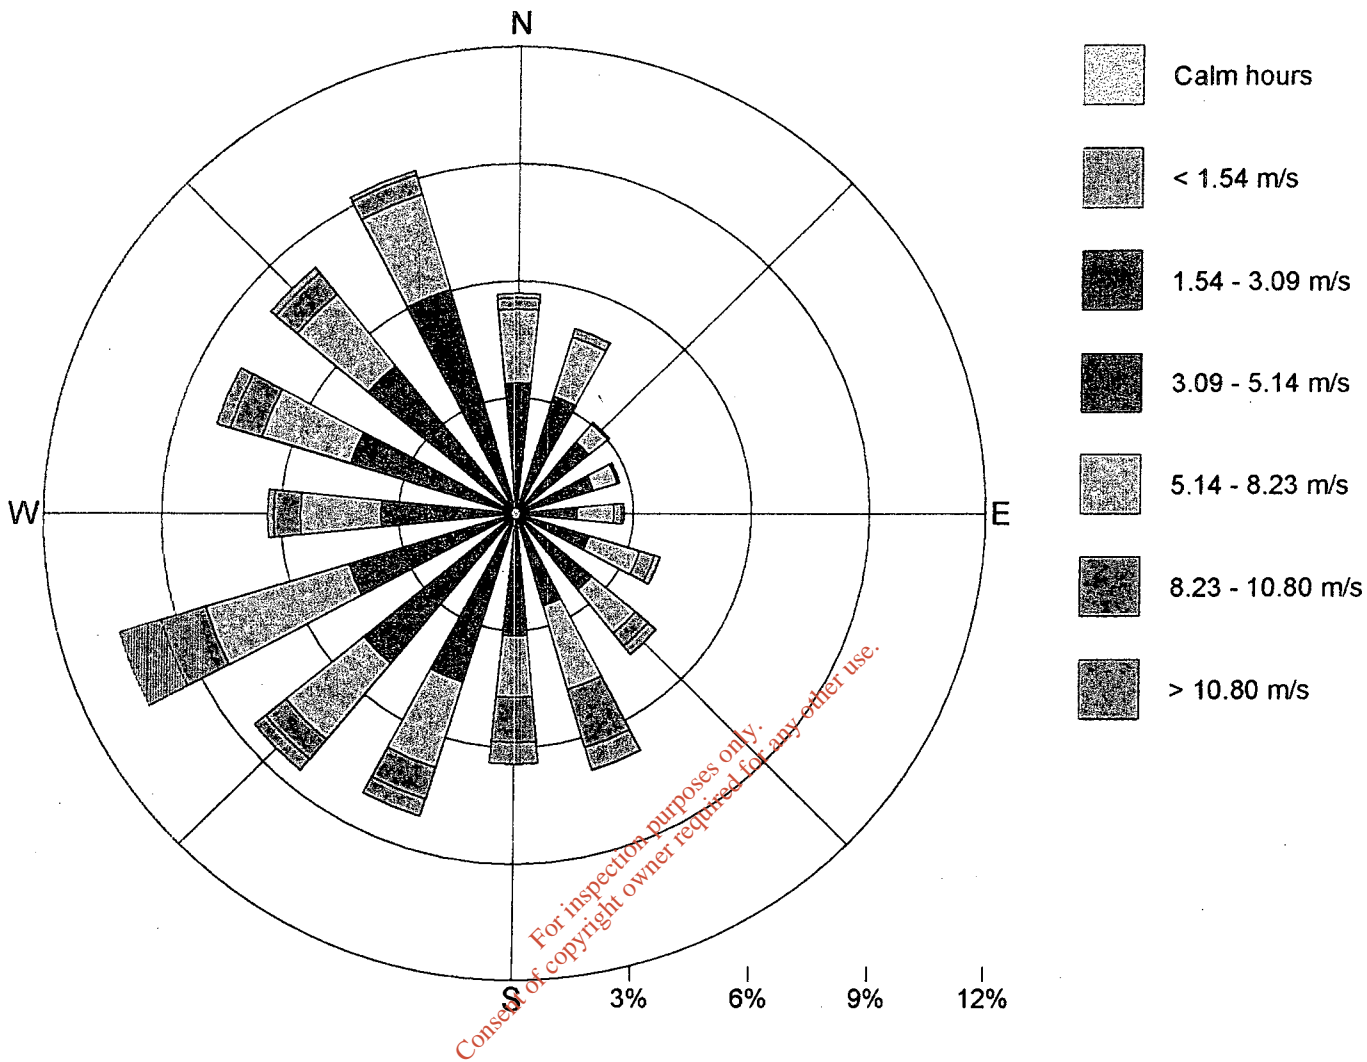 N
Calm hours
< 1.54 m/s
1.54 - 3.09 m/s
3.09 - 5.14 m/s
W
E
5.14 - 8.23 m/s
8.23 - 10.80 m/s
> 10.80 m/s
For inspection purposes only.
Consent of copyright owner required for any other use.
S
3%
6%
9%
12%